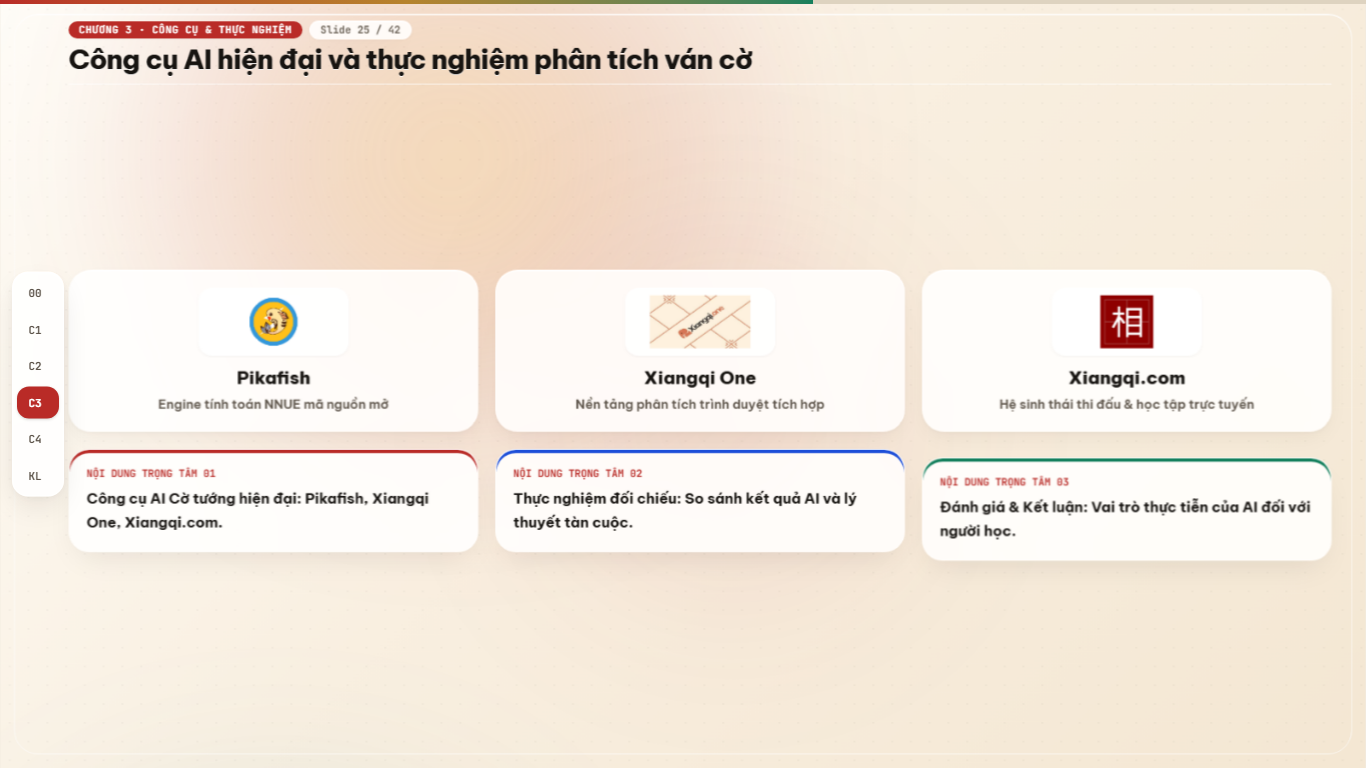 CHƯƠNG 3 · CÔNG CỤ & THỰC NGHIỆM
Slide 25 / 42
Công cụ AI hiện đại và thực nghiệm phân tích ván cờ
00
C1
C2
C3
C4
KL
Pikafish
Engine tính toán NNUE mã nguồn mở
Xiangqi One
Xiangqi One
Nền tảng phân tích trình duyệt tích hợp
相
Xiangqi.com
Hệ sinh thái thi đấu & học tập trực tuyến
NỘI DUNG TRỌNG TÂM 01
Công cụ AI Cờ tướng hiện đại: Pikafish, Xiangqi
One, Xiangqi.com.
NỘI DUNG TRỌNG TÂM 02
Thực nghiệm đối chiếu: So sánh kết quả AI và lý
thuyết tàn cuộc.
NỘI DUNG TRỌNG TÂM 03
Đánh giá & Kết luận: Vai trò thực tiễn của AI đối với
người học.